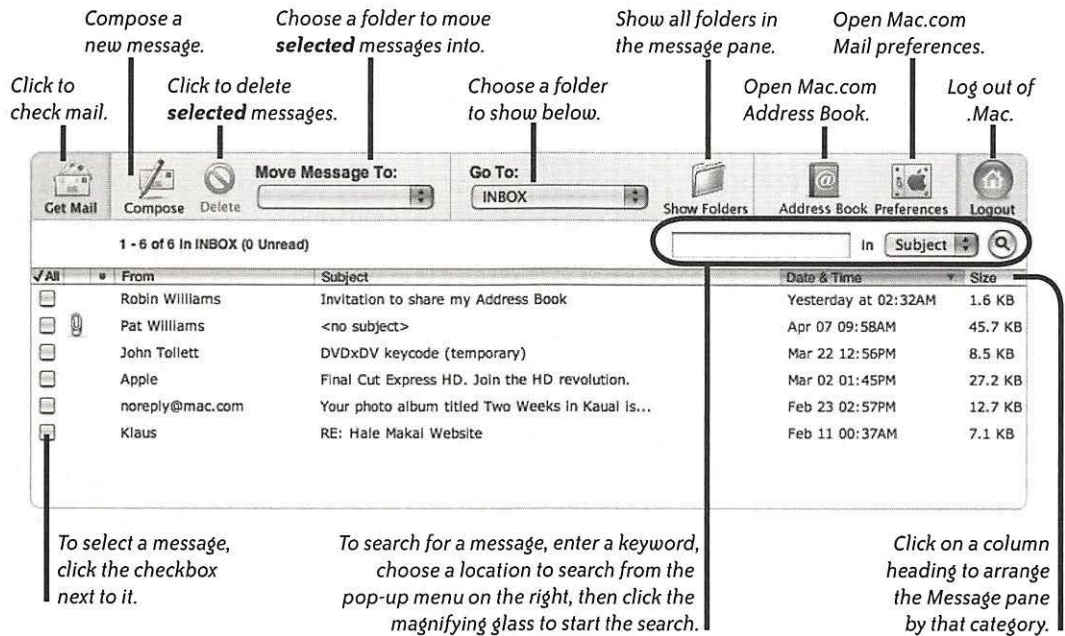 Compose a
new message.
Choose a folder to move
selected messages into.
Show all folders in
the message pane.
Open Mac.com
Mail preferences.
Click to
check mail.
Click to delete
selected messages.
Choose a folder
to show below.
Open Mac.com
Address Book.
Log out of
.Mac.
Get Mail
Compose
Delete
Move Message To:
Go To:
INBOX
Show Folders
Address Book
Preferences
Logout
1 - 6 of 6 in INBOX (0 Unread)
In
Subject
✓All From Subject Date & Time Size
Robin Williams Invitation to share my Address Book Yesterday at 02:32AM 1.6 KB
Pat Williams <no subject> Apr 07 09:58AM 45.7 KB
John Tollett DVDxDV keycode (temporary) Mar 22 12:56PM 8.5 KB
Apple Final Cut Express HD. Join the HD revolution. Mar 02 01:45PM 27.2 KB
noreply@mac.com Your photo album titled Two Weeks in Kauai is... Feb 23 02:57PM 12.7 KB
Klaus RE: Hale Makai Website Feb 11 00:37AM 7.1 KB
To select a message,
click the checkbox
next to it.
To search for a message, enter a keyword,
choose a location to search from the
pop-up menu on the right, then click the
magnifying glass to start the search.
Click on a column
heading to arrange
the Message pane
by that category.